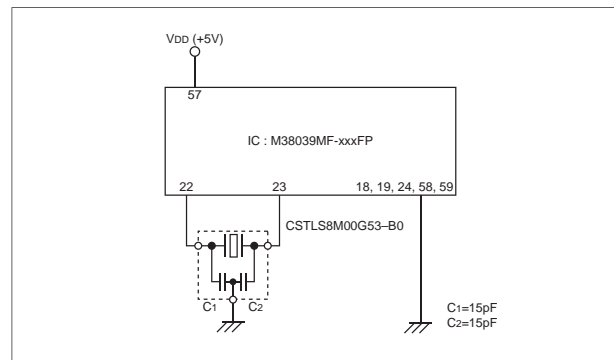 VDD (+5V)
57
IC : M38039MF-xxxFP
22
23
18, 19, 24, 58, 59
CSTLS8M00G53–B0
C1
C2
C1=15pF
C2=15pF